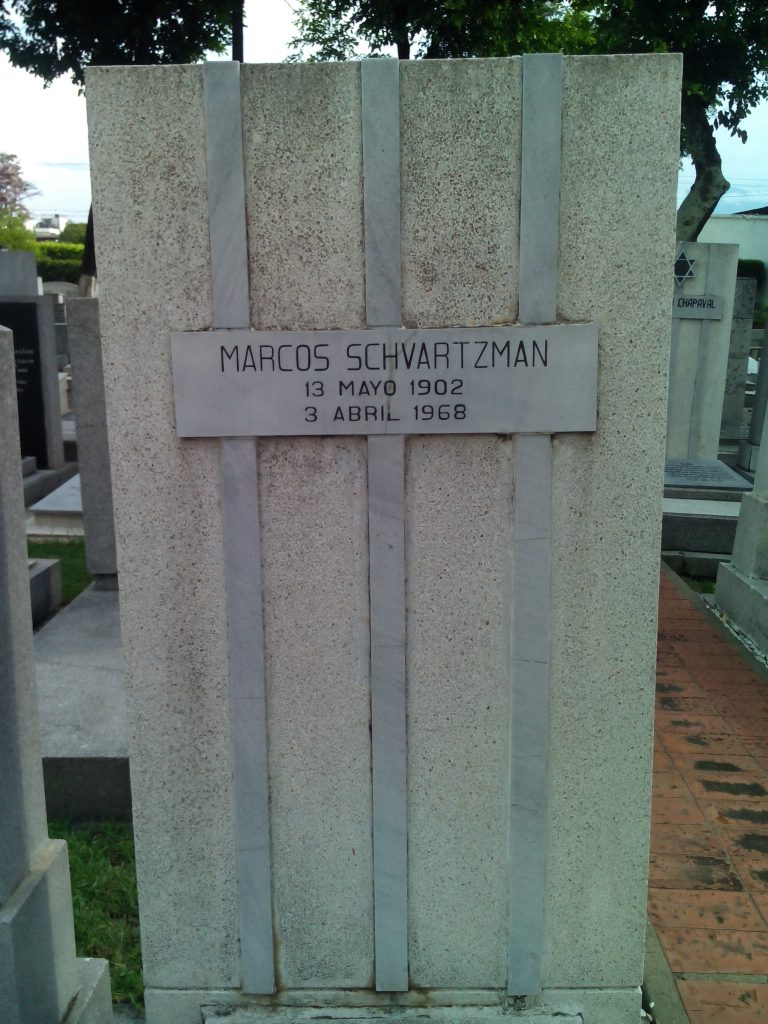 MARCOS SCHVARTZMAN
13 MAYO 1902
3 ABRIL 1968
CHAPAVAL